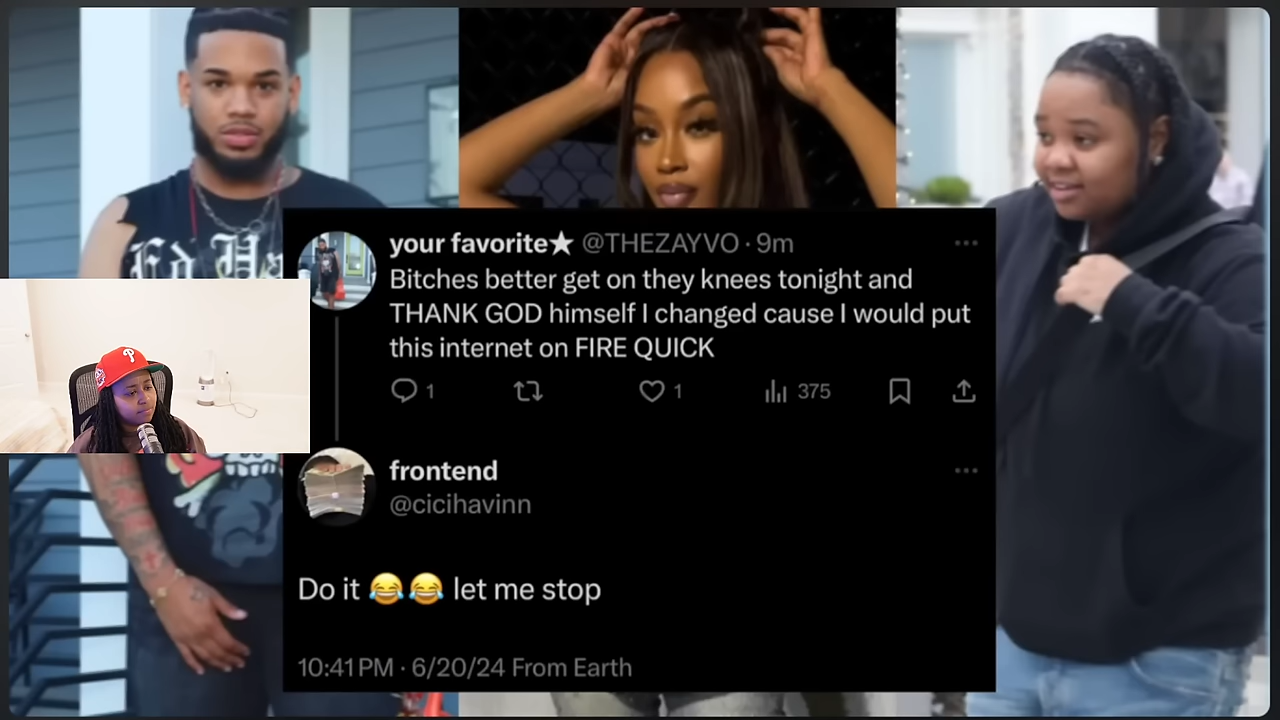 Ed Ha
your favorite★ @THEZAYVO · 9m
Bitches better get on they knees tonight and
THANK GOD himself I changed cause I would put
this internet on FIRE QUICK
1
1
375
frontend
@cicihavinn
Do it 😂😂 let me stop
10:41 PM · 6/20/24 From Earth